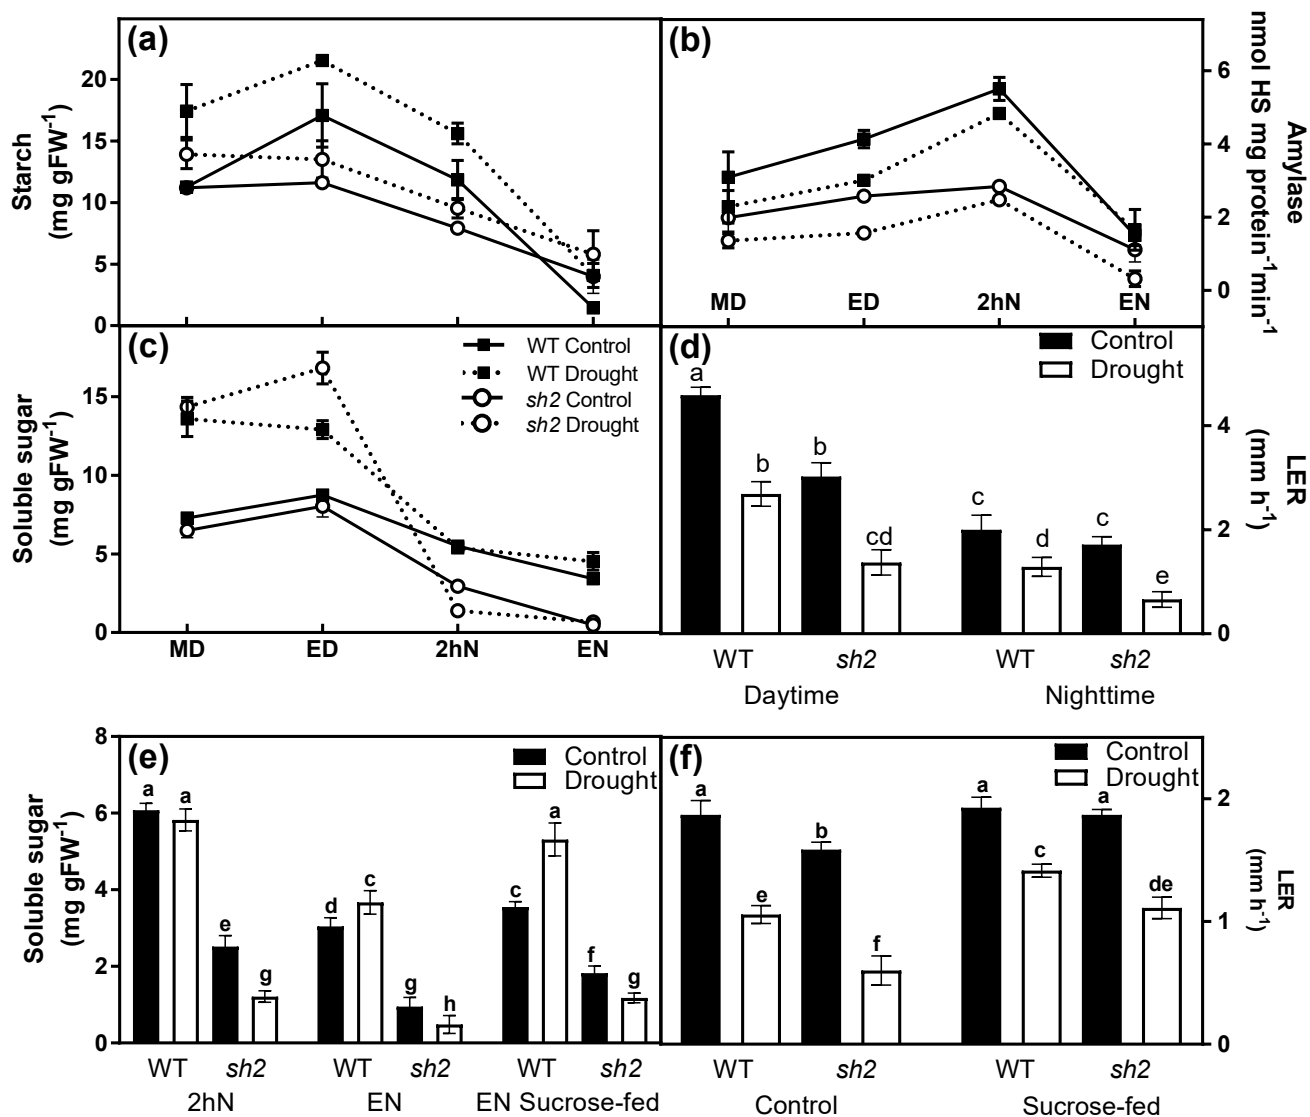 (a)
Starch
(mg gFW-1)
20
15
10
5
0
(b)
MD ED 2hN EN
6
4
2
0
Amylase
nmol HS mg protein-1min-1
(c)
Soluble sugar
(mg gFW-1)
15
10
5
0
WT Control
WT Drought
sh2 Control
sh2 Drought
MD ED 2hN EN
(d)
Control
Drought
a b b cd c d c e
4
2
0
LER
(mm h-1)
WT sh2 WT sh2
Daytime Nighttime
(e)
Soluble sugar
(mg gFW-1)
8
6
4
2
0
Control
Drought
a a e g d c g h c a f g
WT sh2 WT sh2 WT sh2
2hN EN EN Sucrose-fed
(f)
Control
Drought
a e b f a c a de
2
1
0
LER
(mm h-1)
WT sh2 WT sh2
Control Sucrose-fed